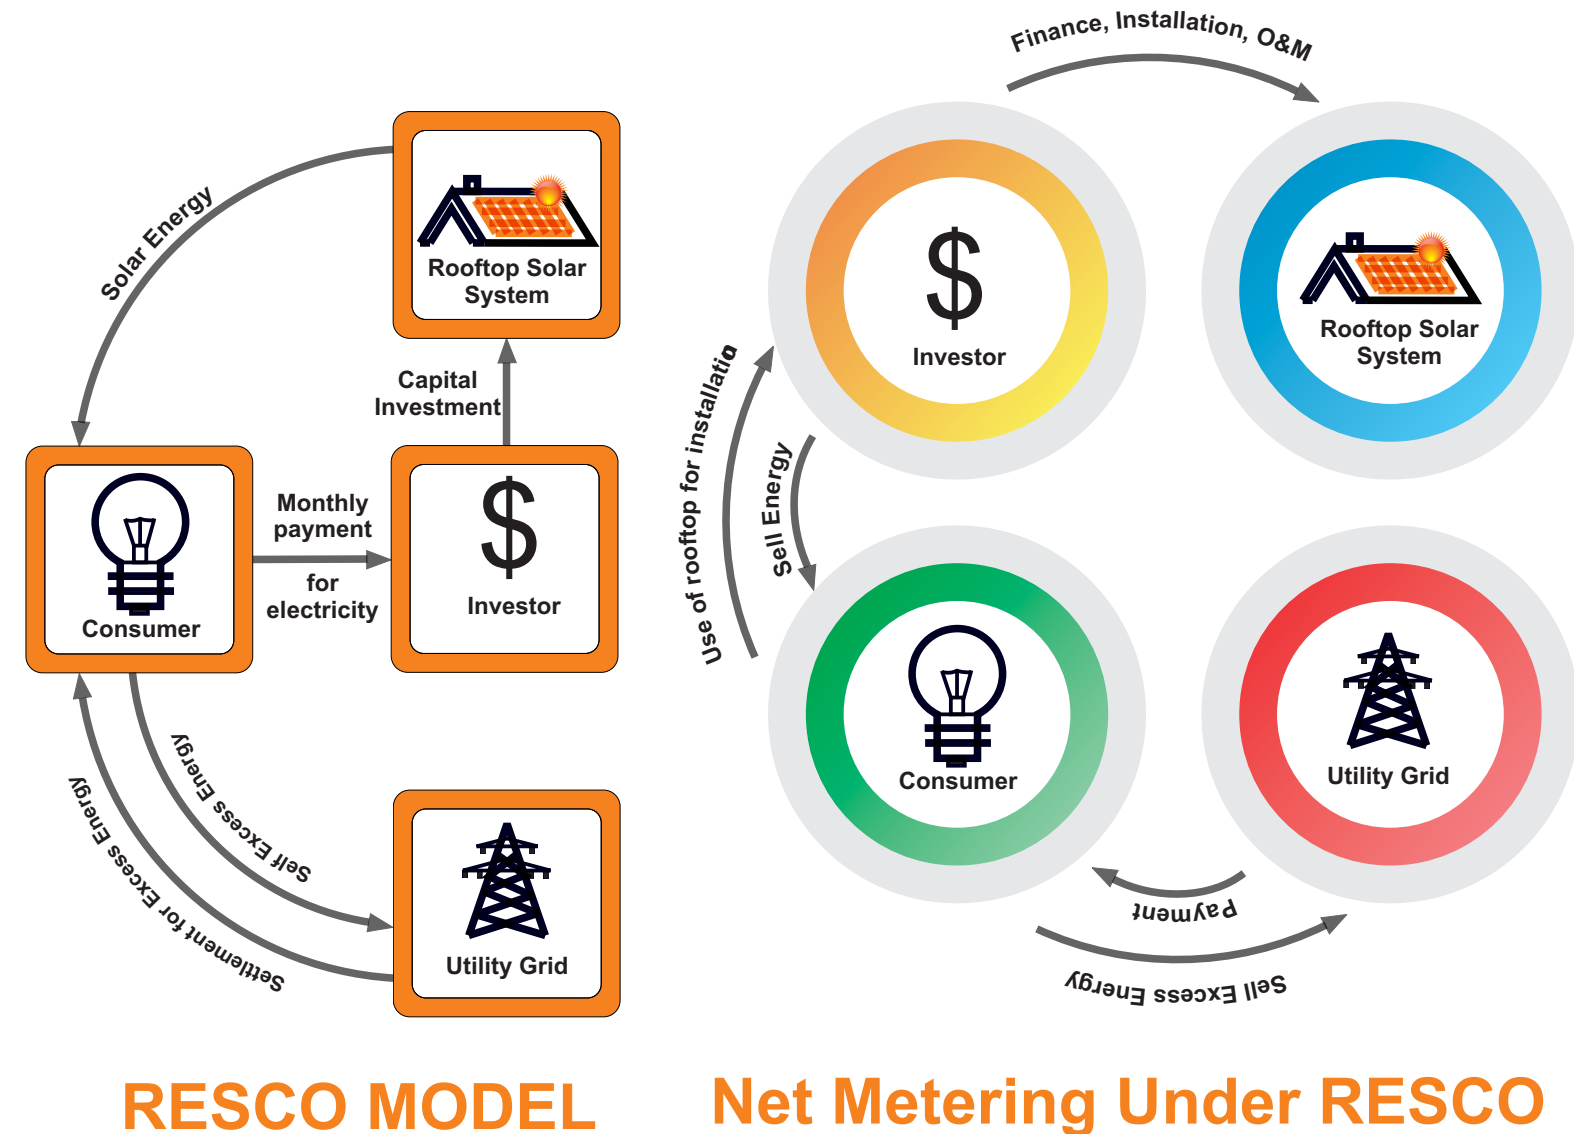 Finance, Installation, O&M
Solar Energy
Rooftop Solar
System
Capital
Investment
Monthly
payment
for
electricity
Consumer
$
Investor
Self Excess Energy
Settlement for Excess Energy
Utility Grid
RESCO MODEL
$
Investor
Rooftop Solar
System
Use of rooftop for installatio
Sell Energy
Consumer
Utility Grid
Payment
Sell Excess Energy
Net Metering Under RESCO